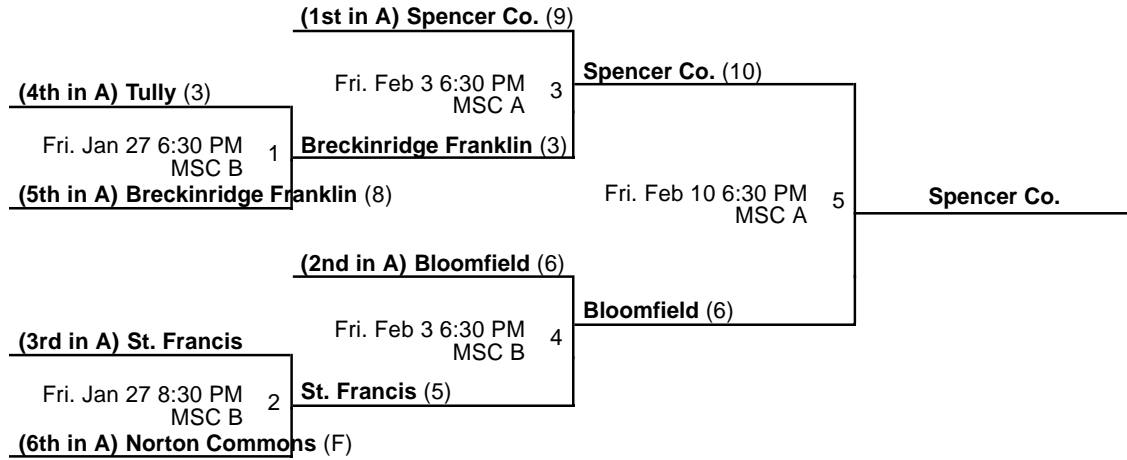 (1st in A) Spencer Co. (9)
Fri. Feb 3 6:30 PM
MSC A
3
Spencer Co. (10)
(4th in A) Tully (3)
Fri. Jan 27 6:30 PM
MSC B
1
Breckinridge Franklin (3)
(5th in A) Breckinridge Franklin (8)
Fri. Feb 10 6:30 PM
MSC A
5
Spencer Co.
(2nd in A) Bloomfield (6)
Bloomfield (6)
Fri. Feb 3 6:30 PM
MSC B
4
(3rd in A) St. Francis
Fri. Jan 27 8:30 PM
MSC B
2
St. Francis (5)
(6th in A) Norton Commons (F)